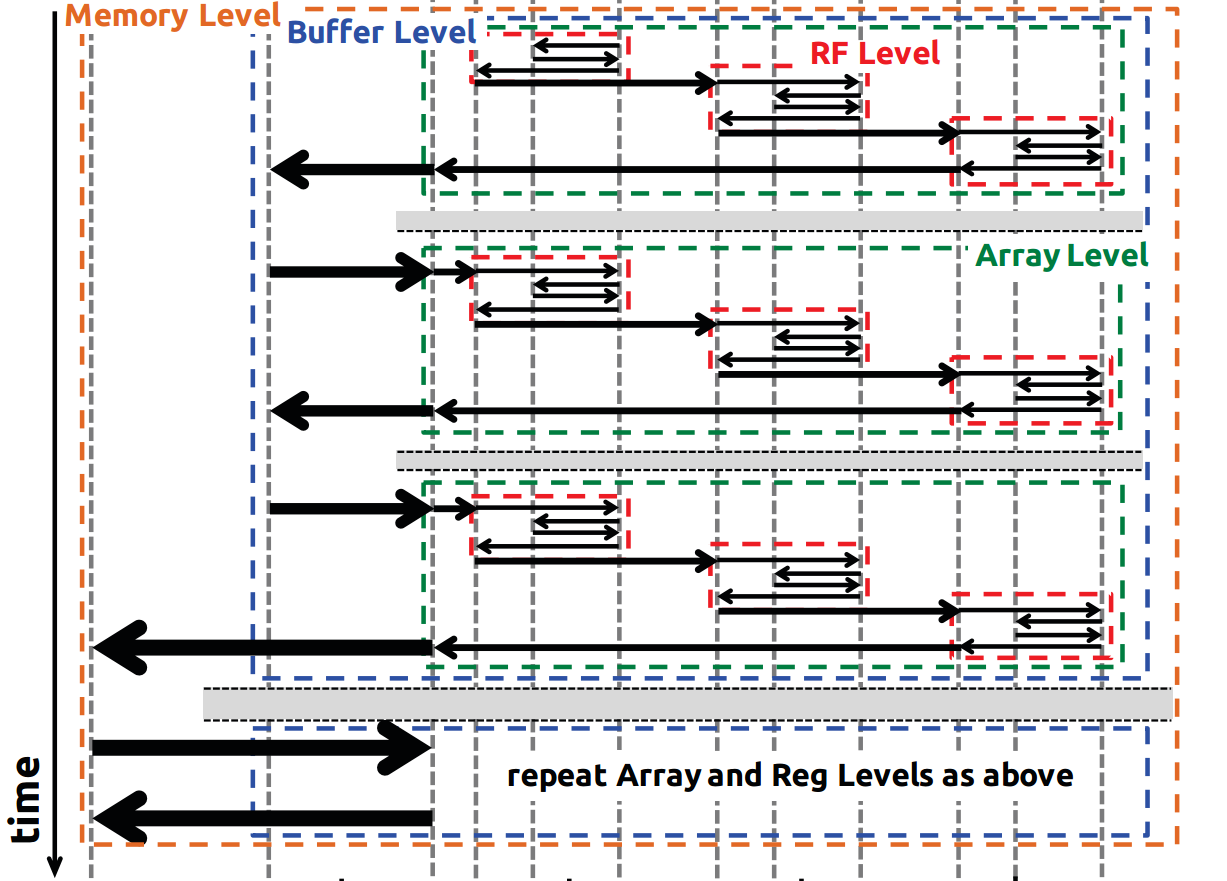 Memory Level
Buffer Level
RF Level
Array Level
repeat Array and Reg Levels as above
time